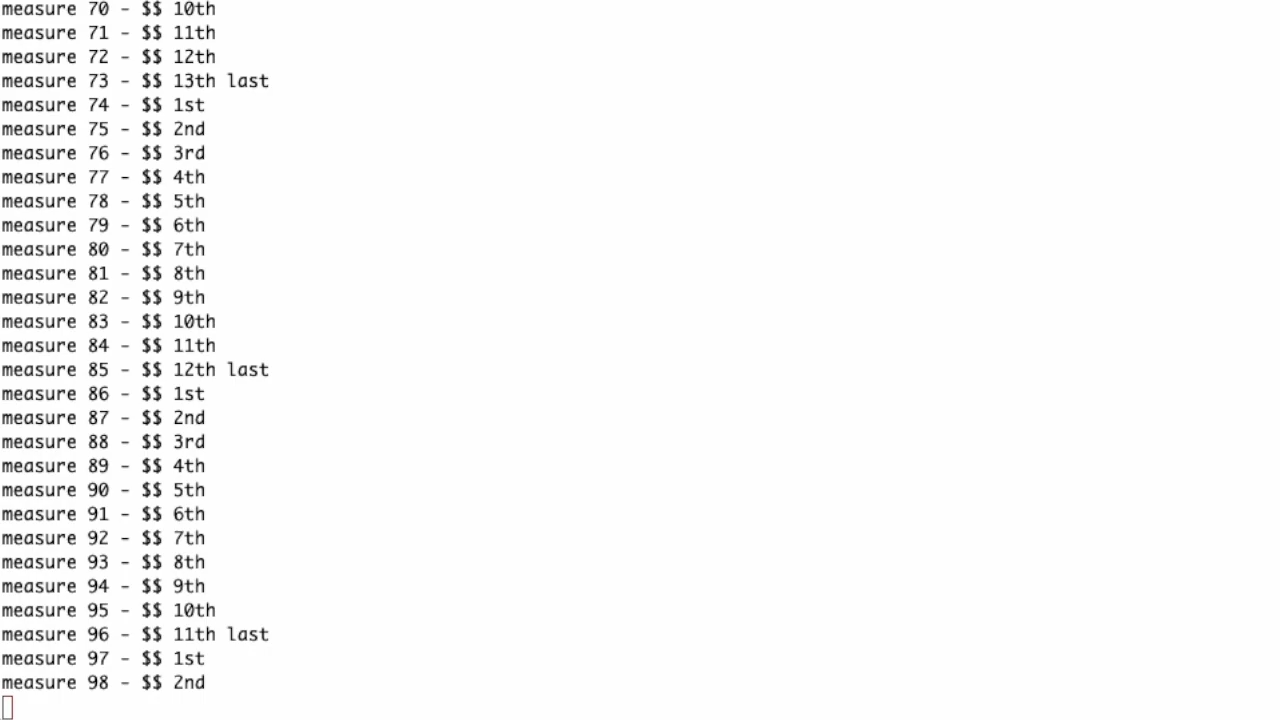 measure 70 - $$ 10th
measure 71 - $$ 11th
measure 72 - $$ 12th
measure 73 - $$ 13th last
measure 74 - $$ 1st
measure 75 - $$ 2nd
measure 76 - $$ 3rd
measure 77 - $$ 4th
measure 78 - $$ 5th
measure 79 - $$ 6th
measure 80 - $$ 7th
measure 81 - $$ 8th
measure 82 - $$ 9th
measure 83 - $$ 10th
measure 84 - $$ 11th
measure 85 - $$ 12th last
measure 86 - $$ 1st
measure 87 - $$ 2nd
measure 88 - $$ 3rd
measure 89 - $$ 4th
measure 90 - $$ 5th
measure 91 - $$ 6th
measure 92 - $$ 7th
measure 93 - $$ 8th
measure 94 - $$ 9th
measure 95 - $$ 10th
measure 96 - $$ 11th last
measure 97 - $$ 1st
measure 98 - $$ 2nd